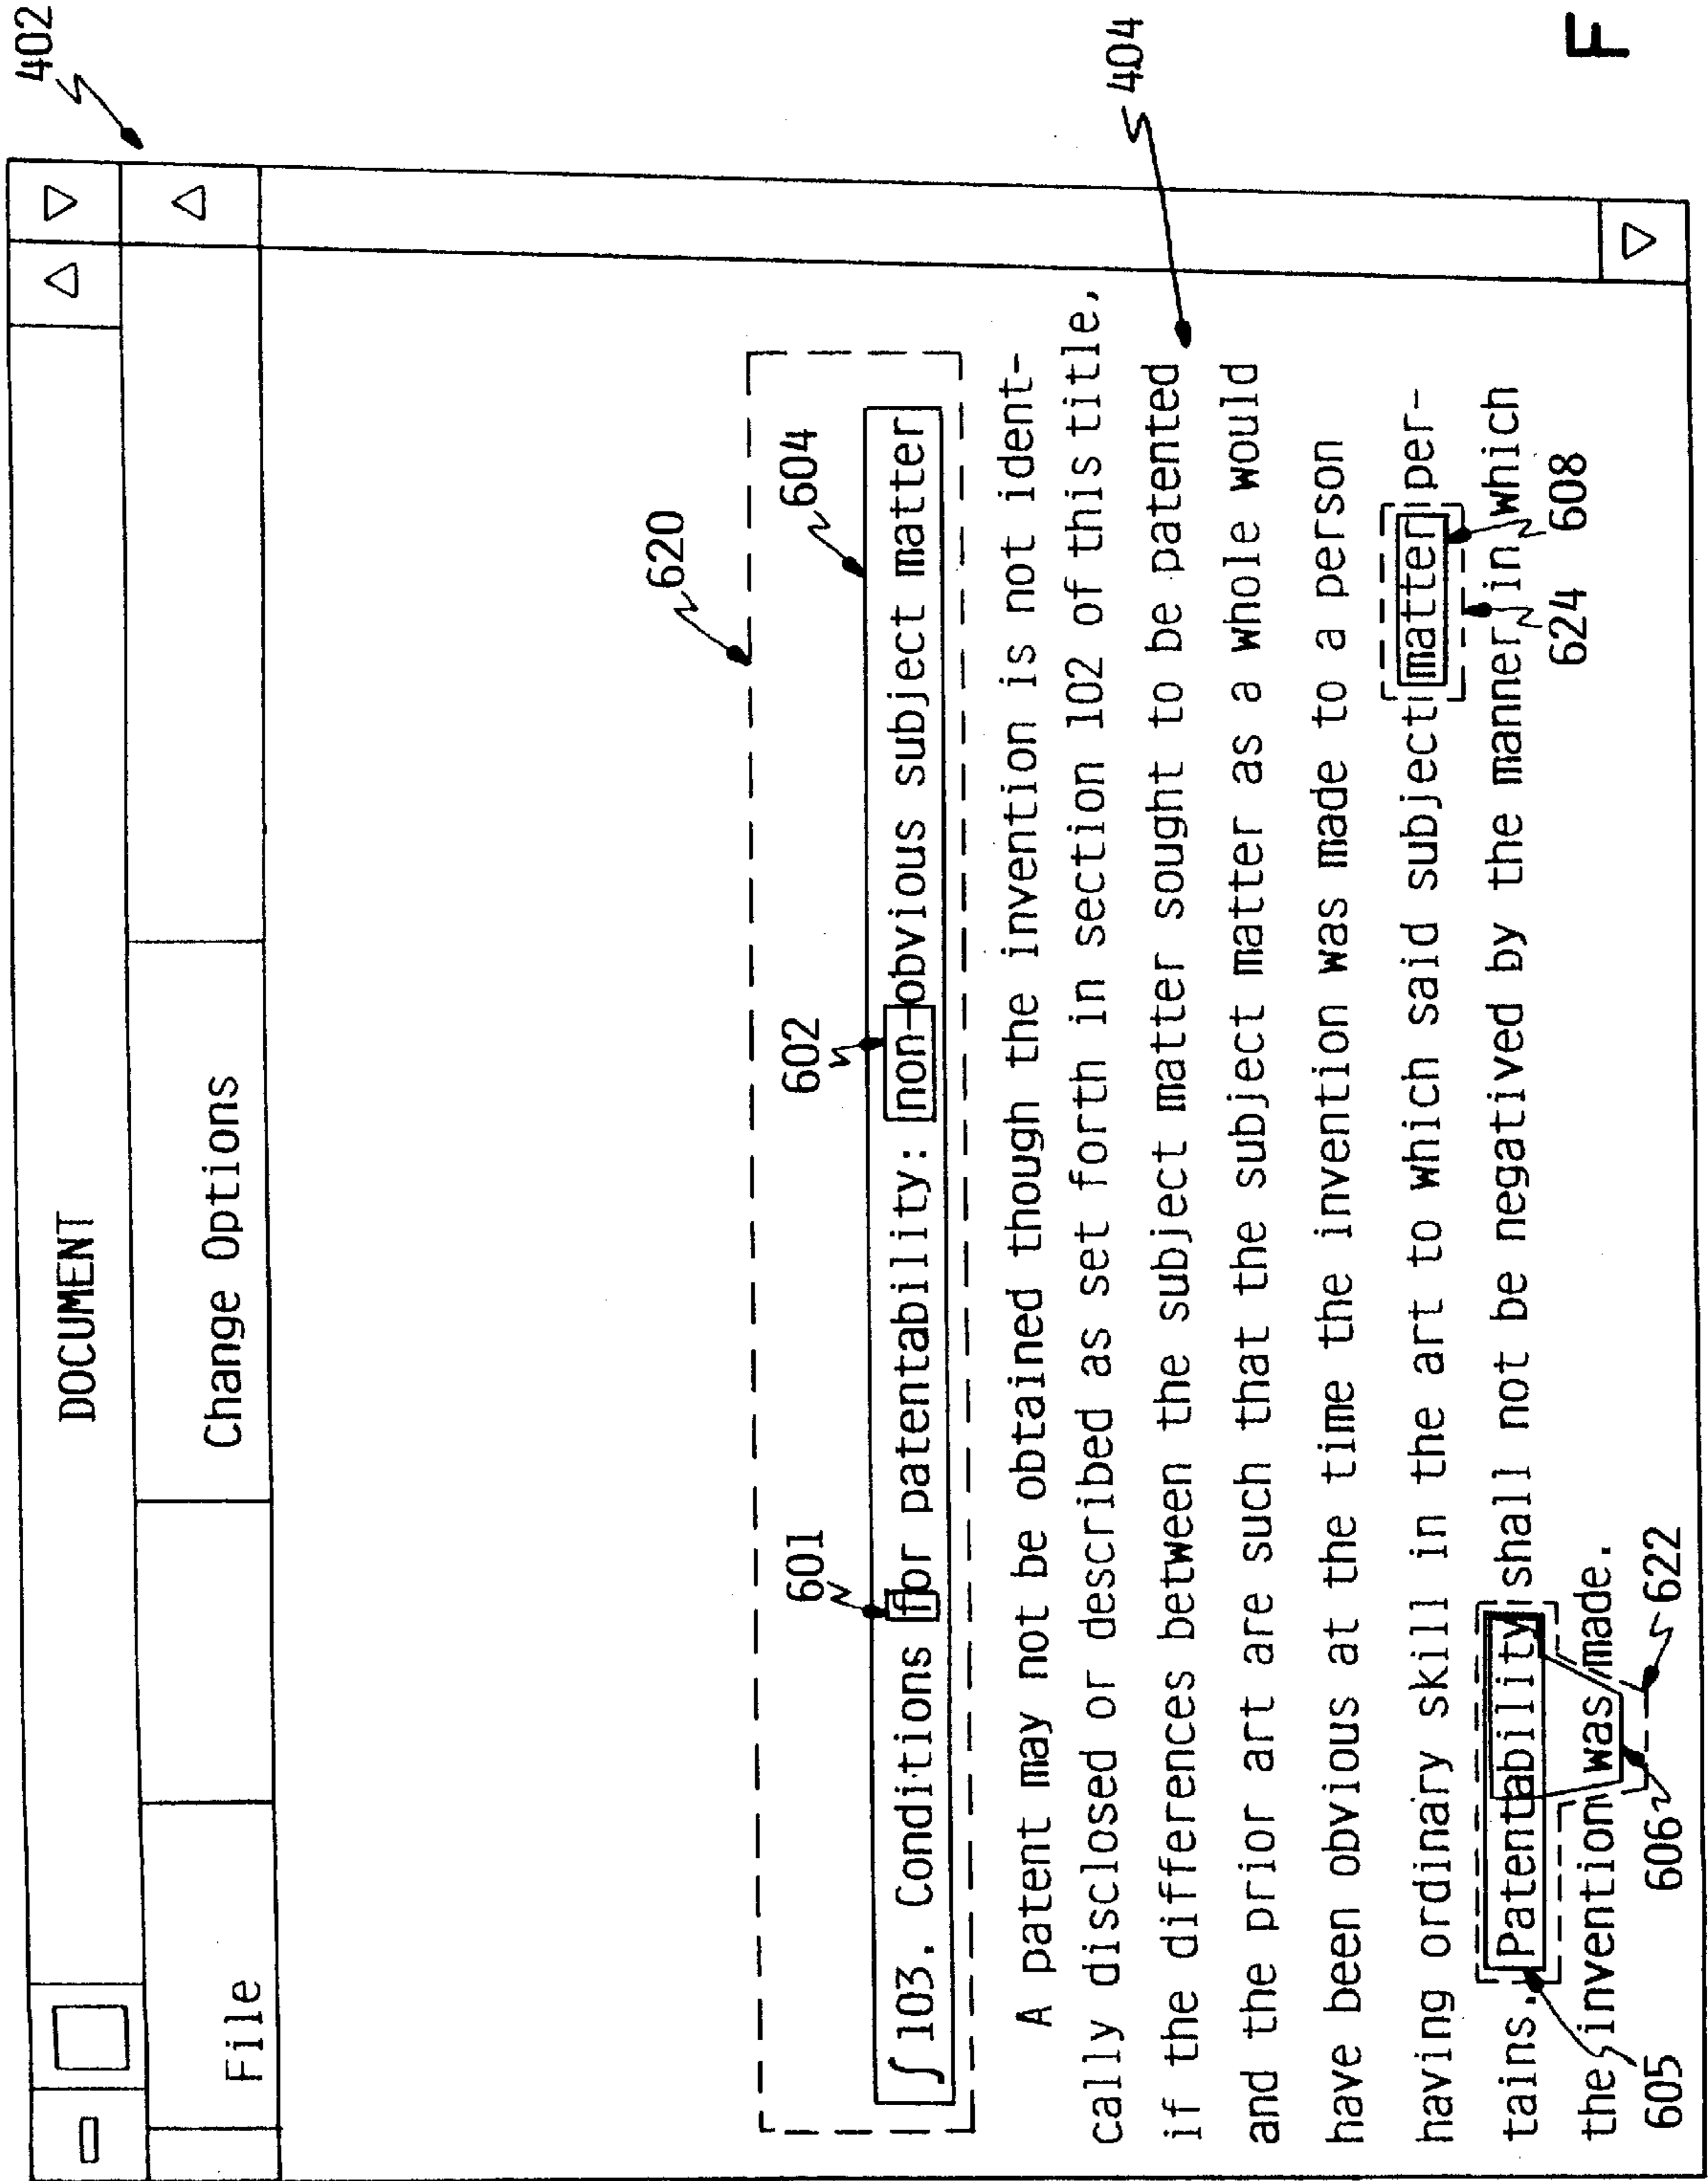 402
DOCUMENT
File
Change Options
620
601
602
604
∫ 103. Conditions for patentability: non-obvious subject matter
A patent may not be obtained though the invention is not ident-
cally disclosed or described as set forth in section 102 of this title,
if the differences between the subject matter sought to be patented
404
and the prior art are such that the subject matter as a whole would
have been obvious at the time the invention was made to a person
having ordinary skill in the art to which said subject matter per-
tains. Patentability shall not be negatived by the manner in which
the invention was made.
605
606
622
624
608
F